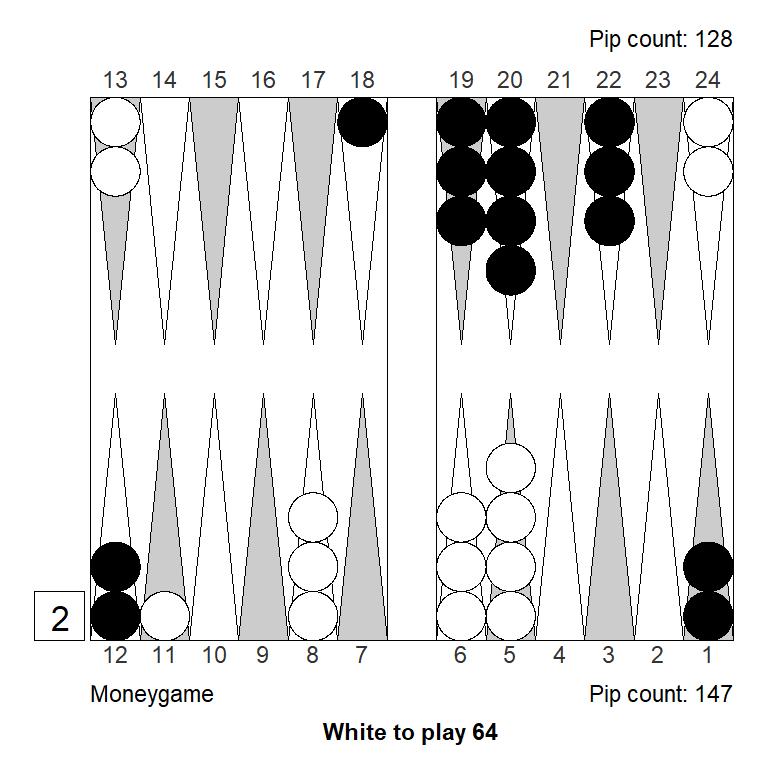 Pip count: 128
13 14 15 16 17 18 19 20 21 22 23 24
2
12 11 10 9 8 7 6 5 4 3 2 1
Moneygame Pip count: 147
White to play 64